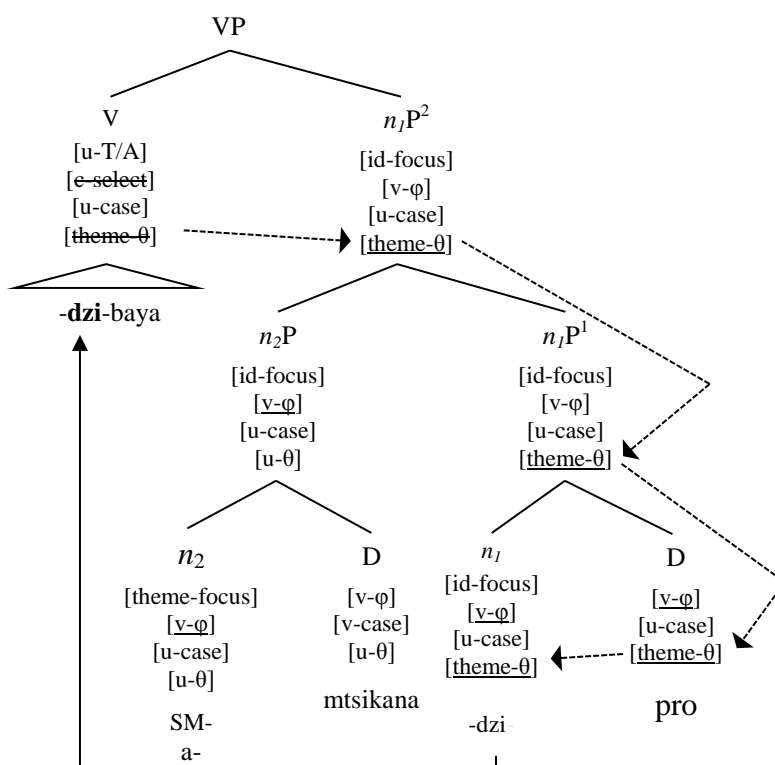 VP
V n₁P²
[u-T/A] [id-focus]
[c-select] [v-φ]
[u-case] [u-case]
[theme-θ] [theme-θ]
-dzi-baya
n₂P n₁P¹
[id-focus] [id-focus]
[v-φ] [v-φ]
[u-case] [u-case]
[u-θ] [theme-θ]
n₂ D n₁ D
[theme-focus] [v-φ] [id-focus] [v-φ]
[v-φ] [v-case] [v-φ] [u-case]
[u-case] [u-θ] [u-case] [theme-θ]
[u-θ] mtsikana [theme-θ] pro
SM- -dzi-
a-